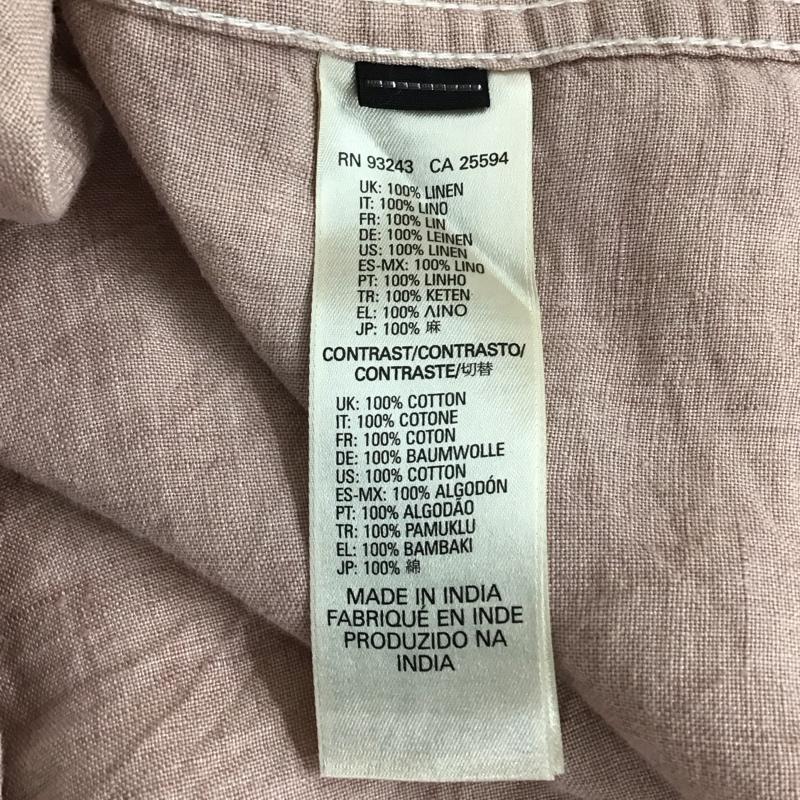 RN 93243 CA 25594
UK: 100% LINEN
IT: 100% LINO
FR: 100% LIN
DE: 100% LEINEN
US: 100% LINEN
ES-MX: 100% LINO
PT: 100% LINHO
TR: 100% KETEN
EL: 100% ΛΙΝΟ
JP: 100% 麻
CONTRAST/CONTRASTO/
CONTRASTE/切替
UK: 100% COTTON
IT: 100% COTONE
FR: 100% COTON
DE: 100% BAUMWOLLE
US: 100% COTTON
ES-MX: 100% ALGODÓN
PT: 100% ALGODÃO
TR: 100% PAMUKLU
EL: 100% ΒΑΜΒΑΚΙ
JP: 100% 綿
MADE IN INDIA
FABRIQUÉ EN INDE
PRODUZIDO NA
INDIA